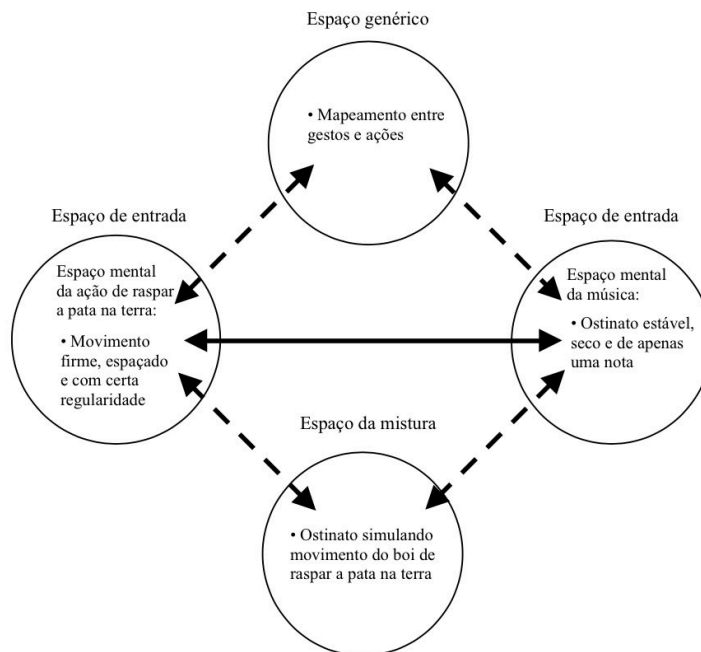 Espaço genérico
• Mapeamento entre
gestos e ações
Espaço de entrada
Espaço mental
da ação de raspar
a pata na terra:
• Movimento
firme, espaçado
e com certa
regularidade
Espaço de entrada
Espaço mental
da música:
• Ostinato estável,
seco e de apenas
uma nota
Espaço da mistura
• Ostinato simulando
movimento do boi de
raspar a pata na terra